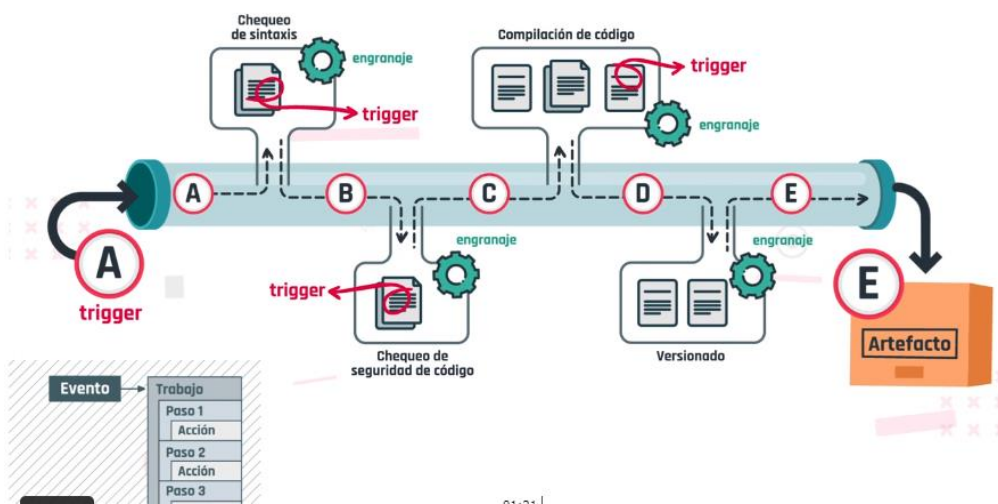 Chequeo
de sintaxis
engranaje
trigger
Compilación de código
trigger
engranaje
A
B
C
D
E
A
trigger
engranaje
trigger
Chequeo de
seguridad de código
engranaje
Versionado
E
Artefacto
Evento
Trabajo
Paso 1
Acción
Paso 2
Acción
Paso 3